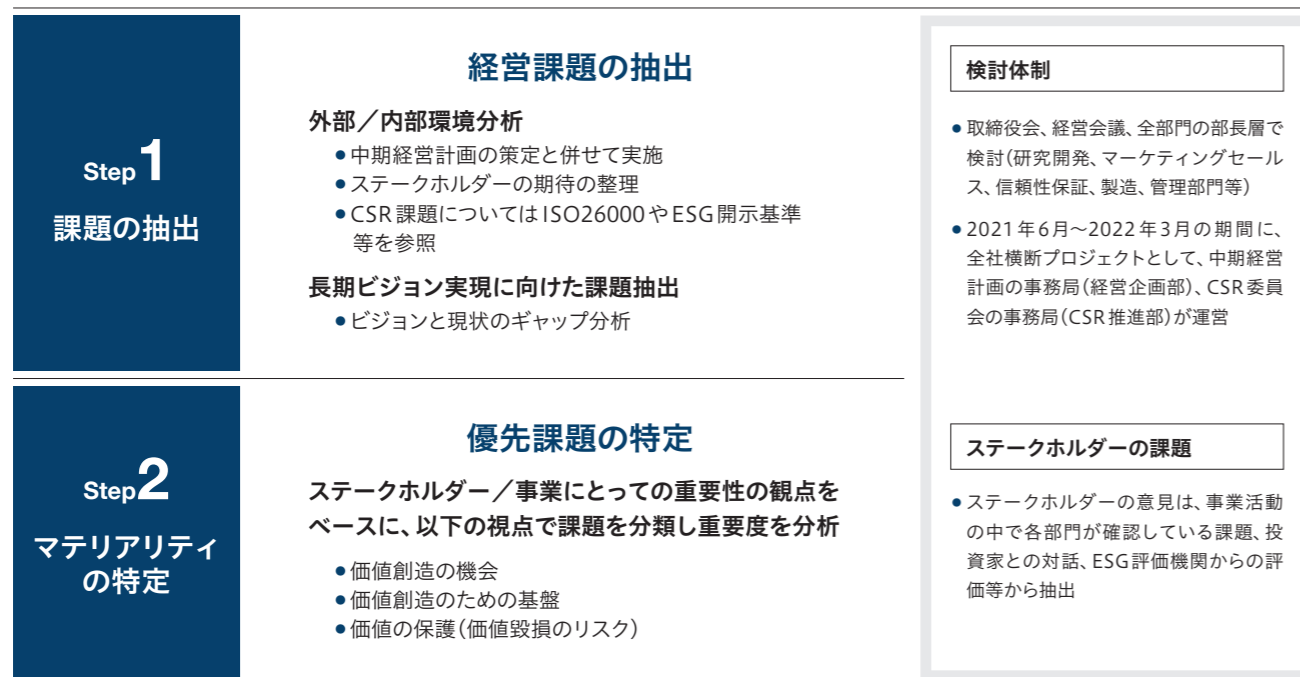 Step 1
課題の抽出
経営課題の抽出
外部／内部環境分析
●中期経営計画の策定と併せて実施
●ステークホルダーの期待の整理
●CSR課題についてはISO26000やESG開示基準
等を参照
長期ビジョン実現に向けた課題抽出
●ビジョンと現状のギャップ分析
Step 2
マテリアリティ
の特定
優先課題の特定
ステークホルダー／事業にとっての重要性の観点を
ベースに、以下の視点で課題を分類し重要度を分析
●価値創造の機会
●価値創造のための基盤
●価値の保護（価値毀損のリスク）
検討体制
●取締役会、経営会議、全部門の部長層で
検討（研究開発、マーケティングセール
ス、信頼性保証、製造、管理部門等）
●2021年6月〜2022年3月の期間に、
全社横断プロジェクトとして、中期経営
計画の事務局（経営企画部）、CSR委員
会の事務局（CSR推進部）が運営
ステークホルダーの課題
●ステークホルダーの意見は、事業活動
の中で各部門が確認している課題、投
資家との対話、ESG評価機関からの評
価等から抽出